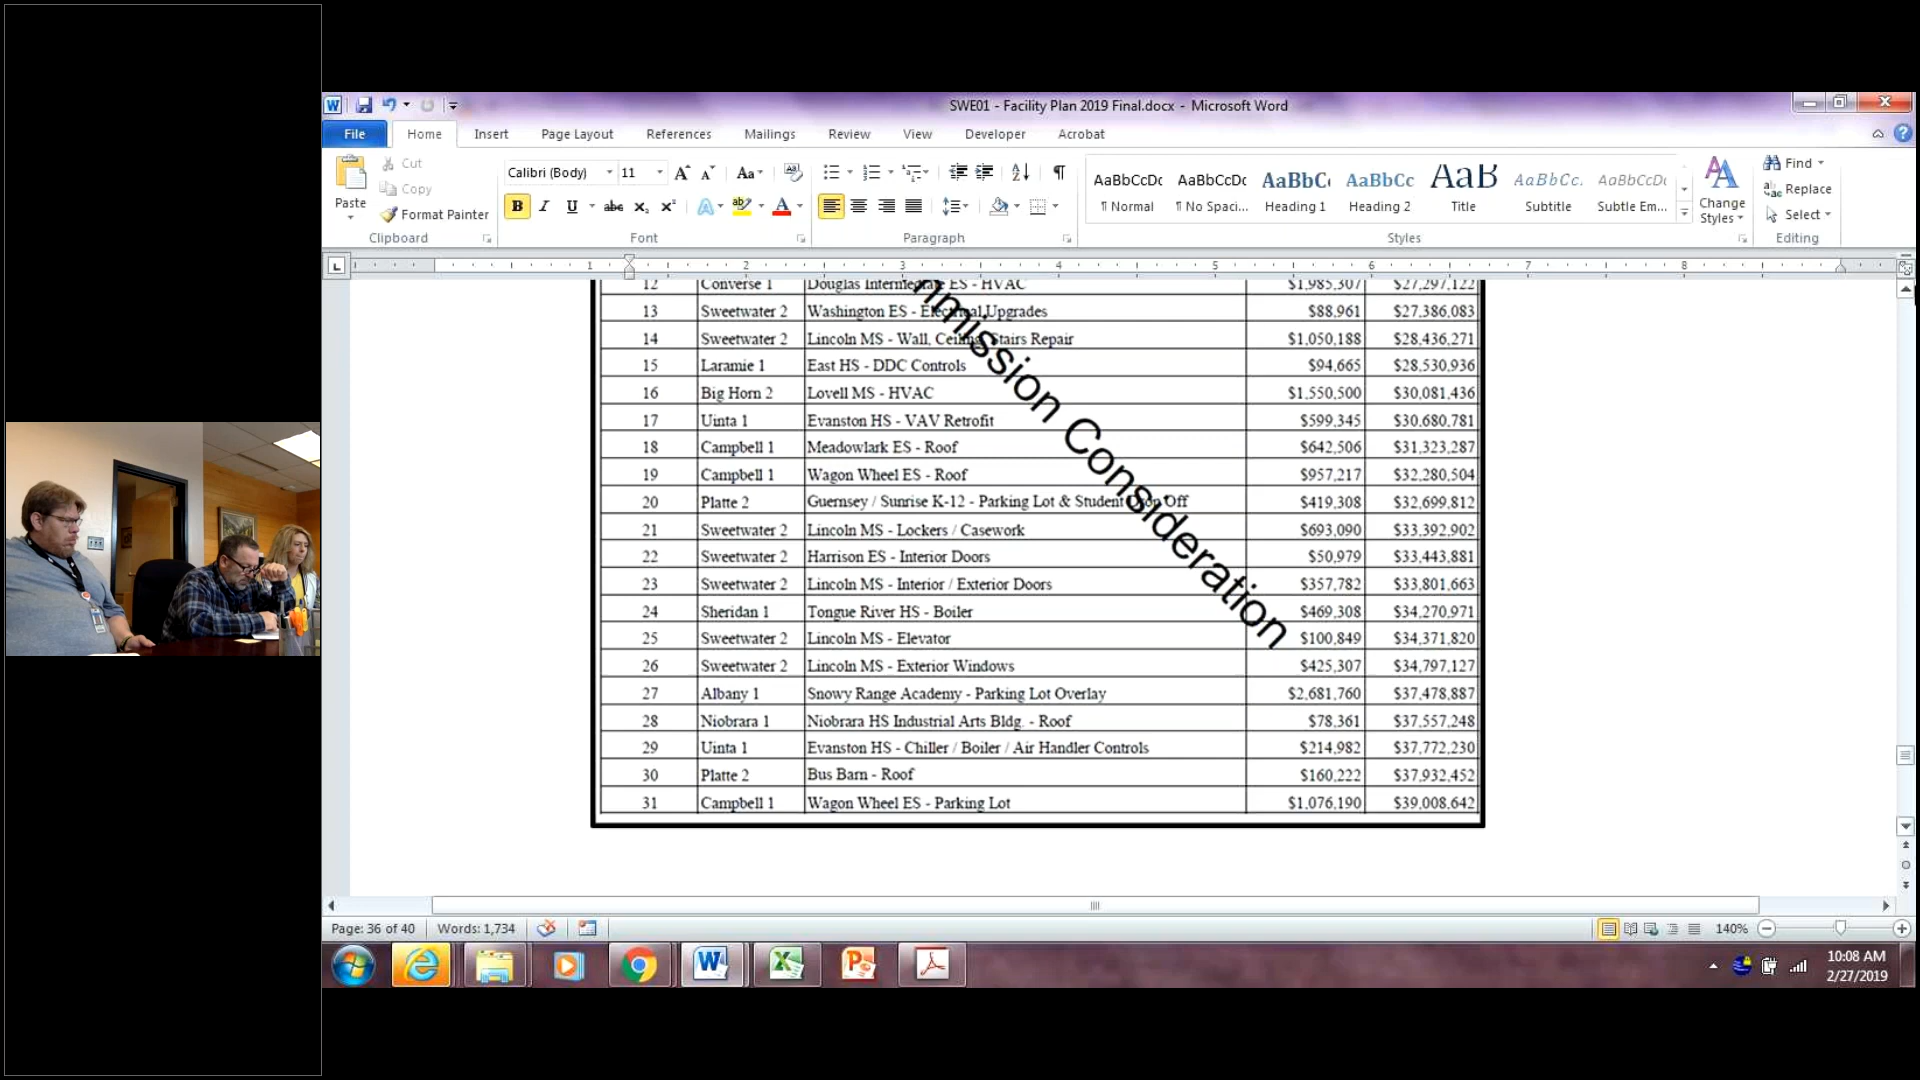 SWE01 - Facility Plan 2019 Final.docx - Microsoft Word
File Home Insert Page Layout References Mailings Review View Developer Acrobat
Cut
Copy
Format Painter
Paste
Clipboard
Calibri (Body) 11
Font
Paragraph
AaBbCcDc AaBbCcDc AaBbC AaBbCc AaB AaBbCc. AaBbCcDc
¶ Normal ¶ No Spaci... Heading 1 Heading 2 Title Subtitle Subtle Em...
Change Styles
Styles
Find
Replace
Select
Editing
1 2 3 4 5 6 7 8
12 Converse 1 Douglas Intermediate ES - HVAC $1,985,307 $27,297,122
13 Sweetwater 2 Washington ES - Electrical Upgrades $88,961 $27,386,083
14 Sweetwater 2 Lincoln MS - Wall, Ceiling, Stairs Repair $1,050,188 $28,436,271
15 Laramie 1 East HS - DDC Controls $94,665 $28,530,936
16 Big Horn 2 Lovell MS - HVAC $1,550,500 $30,081,436
17 Uinta 1 Evanston HS - VAV Retrofit $599,345 $30,680,781
18 Campbell 1 Meadowlark ES - Roof $642,506 $31,323,287
19 Campbell 1 Wagon Wheel ES - Roof $957,217 $32,280,504
20 Platte 2 Guernsey / Sunrise K-12 - Parking Lot & Student Drop Off $419,308 $32,699,812
21 Sweetwater 2 Lincoln MS - Lockers / Casework $693,090 $33,392,902
22 Sweetwater 2 Harrison ES - Interior Doors $50,979 $33,443,881
23 Sweetwater 2 Lincoln MS - Interior / Exterior Doors $357,782 $33,801,663
24 Sheridan 1 Tongue River HS - Boiler $469,308 $34,270,971
25 Sweetwater 2 Lincoln MS - Elevator $100,849 $34,371,820
26 Sweetwater 2 Lincoln MS - Exterior Windows $425,307 $34,797,127
27 Albany 1 Snowy Range Academy - Parking Lot Overlay $2,681,760 $37,478,887
28 Niobrara 1 Niobrara HS Industrial Arts Bldg. - Roof $78,361 $37,557,248
29 Uinta 1 Evanston HS - Chiller / Boiler / Air Handler Controls $214,982 $37,772,230
30 Platte 2 Bus Barn - Roof $160,222 $37,932,452
31 Campbell 1 Wagon Wheel ES - Parking Lot $1,076,190 $39,008,642
mmission Consideration
Page: 36 of 40 Words: 1,734 140%
10:08 AM
2/27/2019